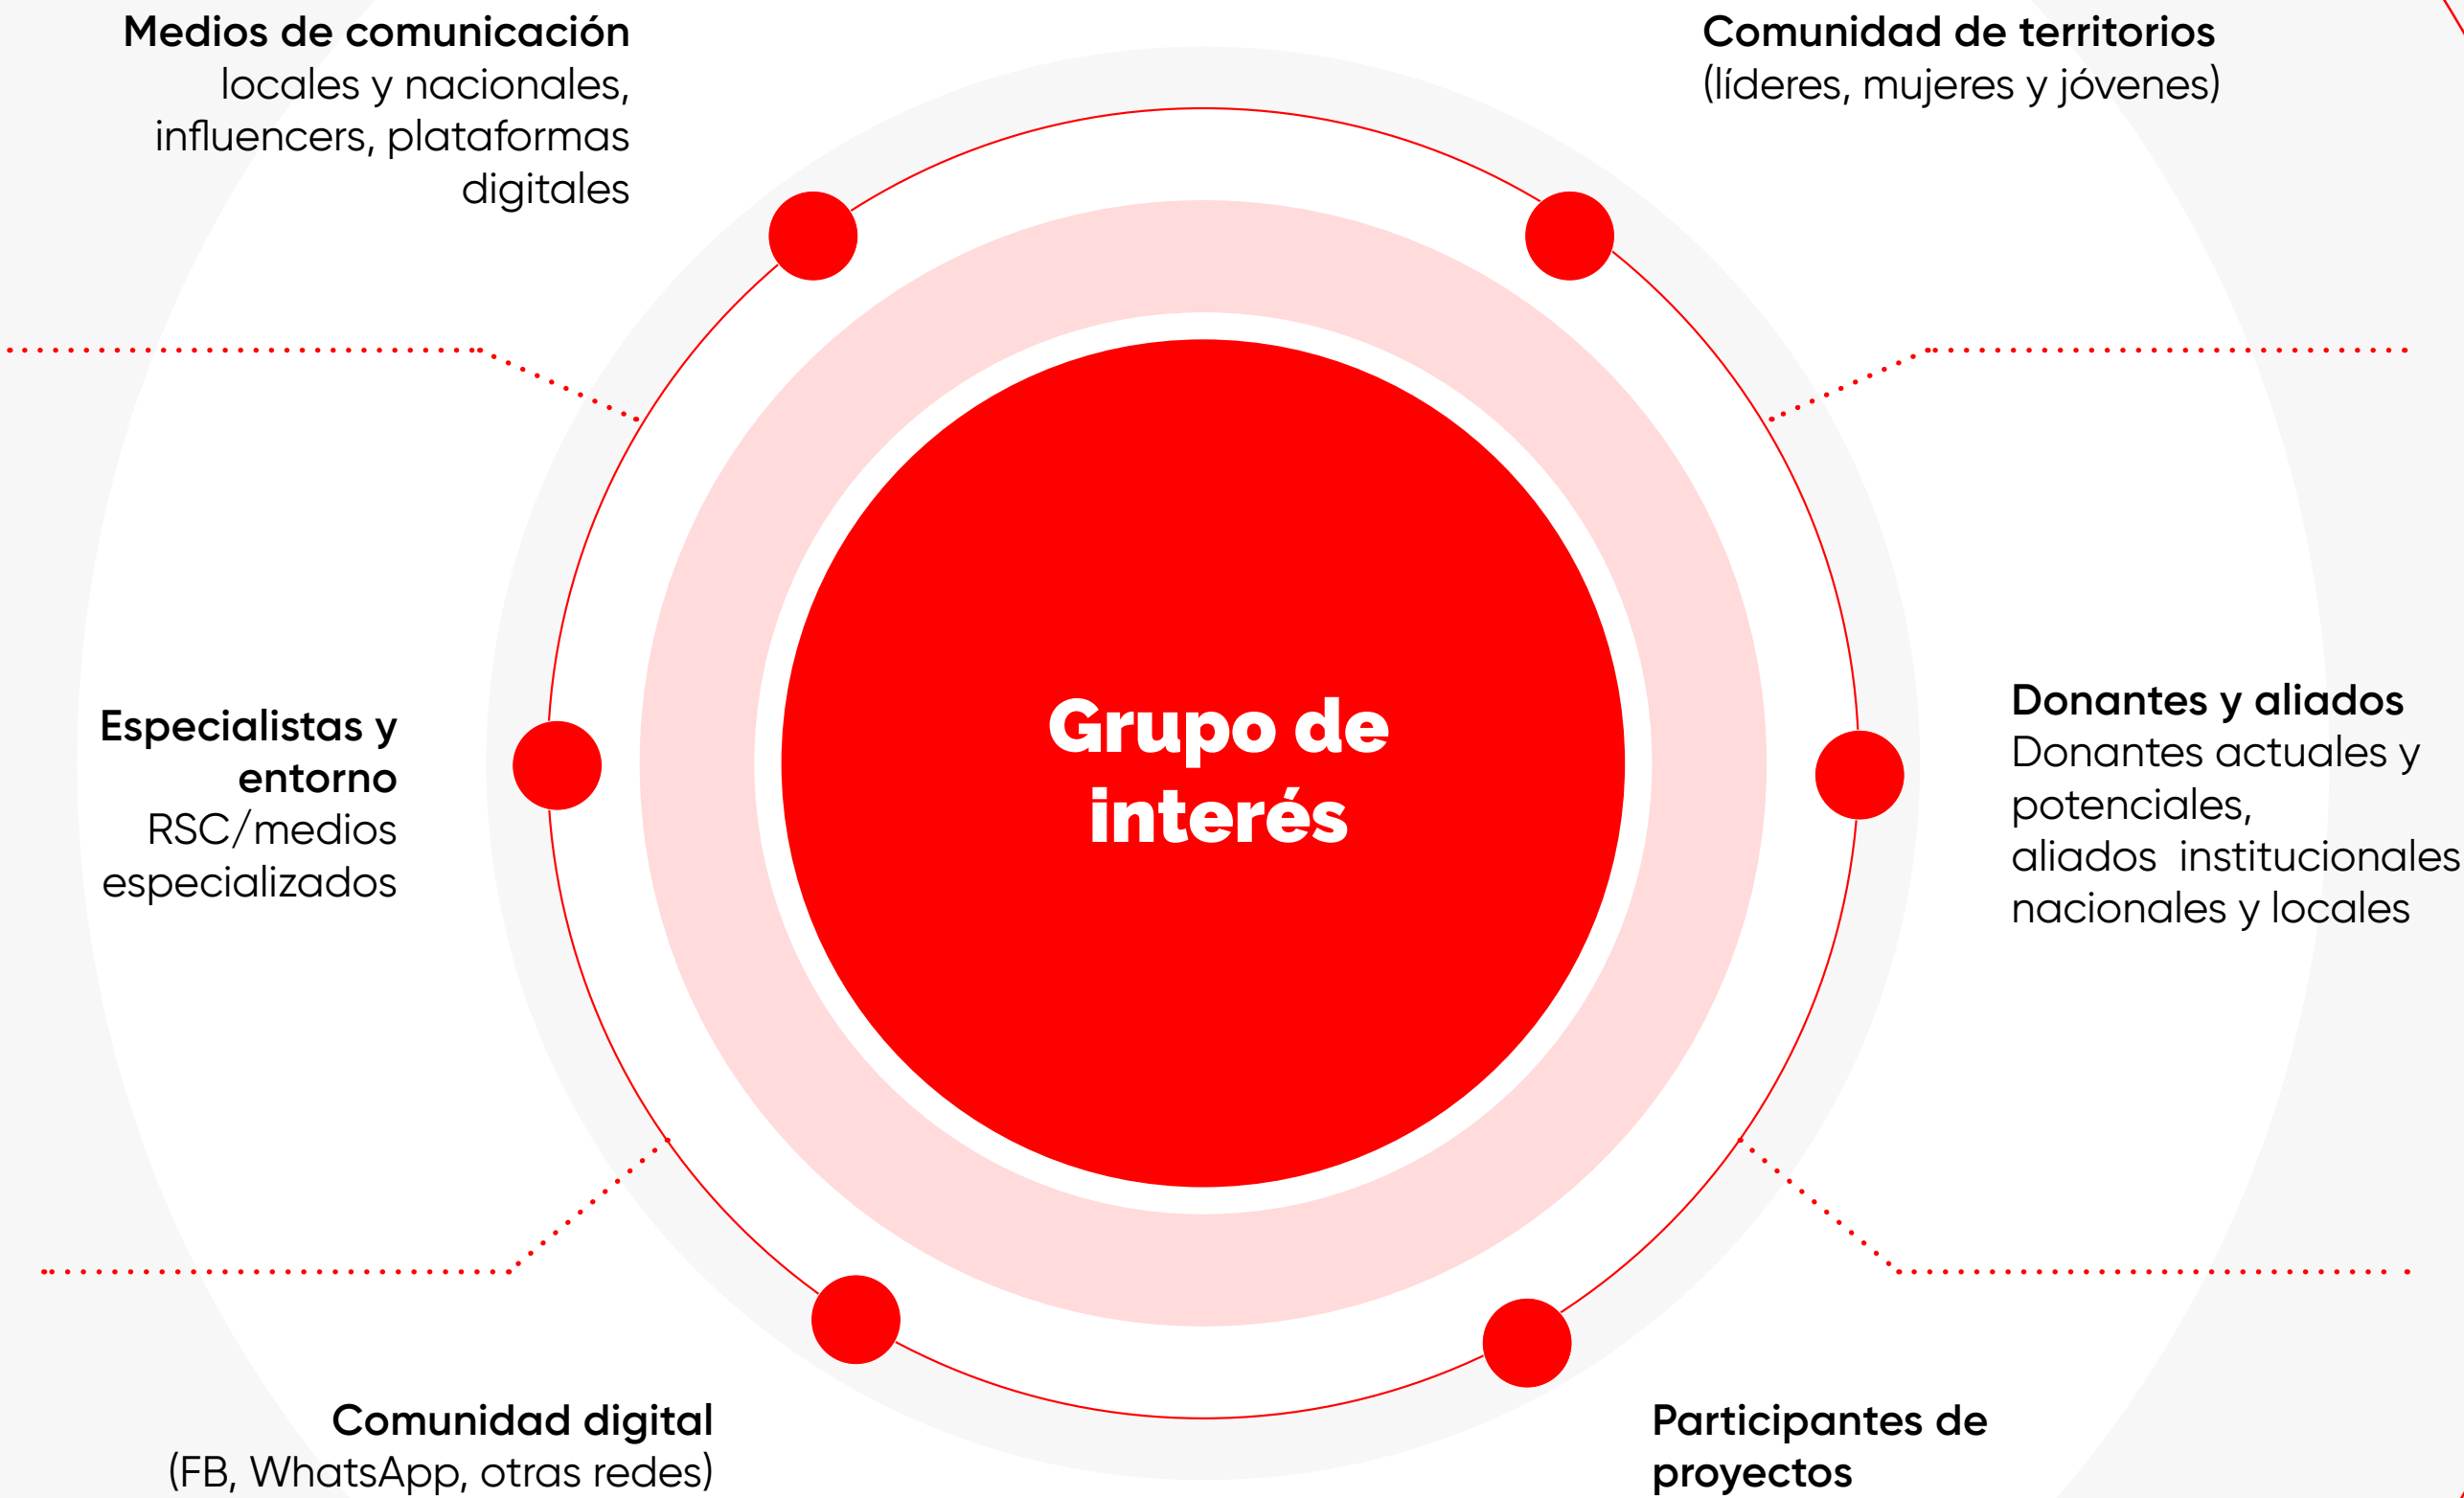 Medios de comunicación
locales y nacionales,
influencers, plataformas
digitales
Comunidad de territorios
(líderes, mujeres y jóvenes)
Grupo de
interés
Especialistas y
entorno
RSC/medios
especializados
Donantes y aliados
Donantes actuales y
potenciales,
aliados institucionales
nacionales y locales
Comunidad digital
(FB, WhatsApp, otras redes)
Participantes de
proyectos